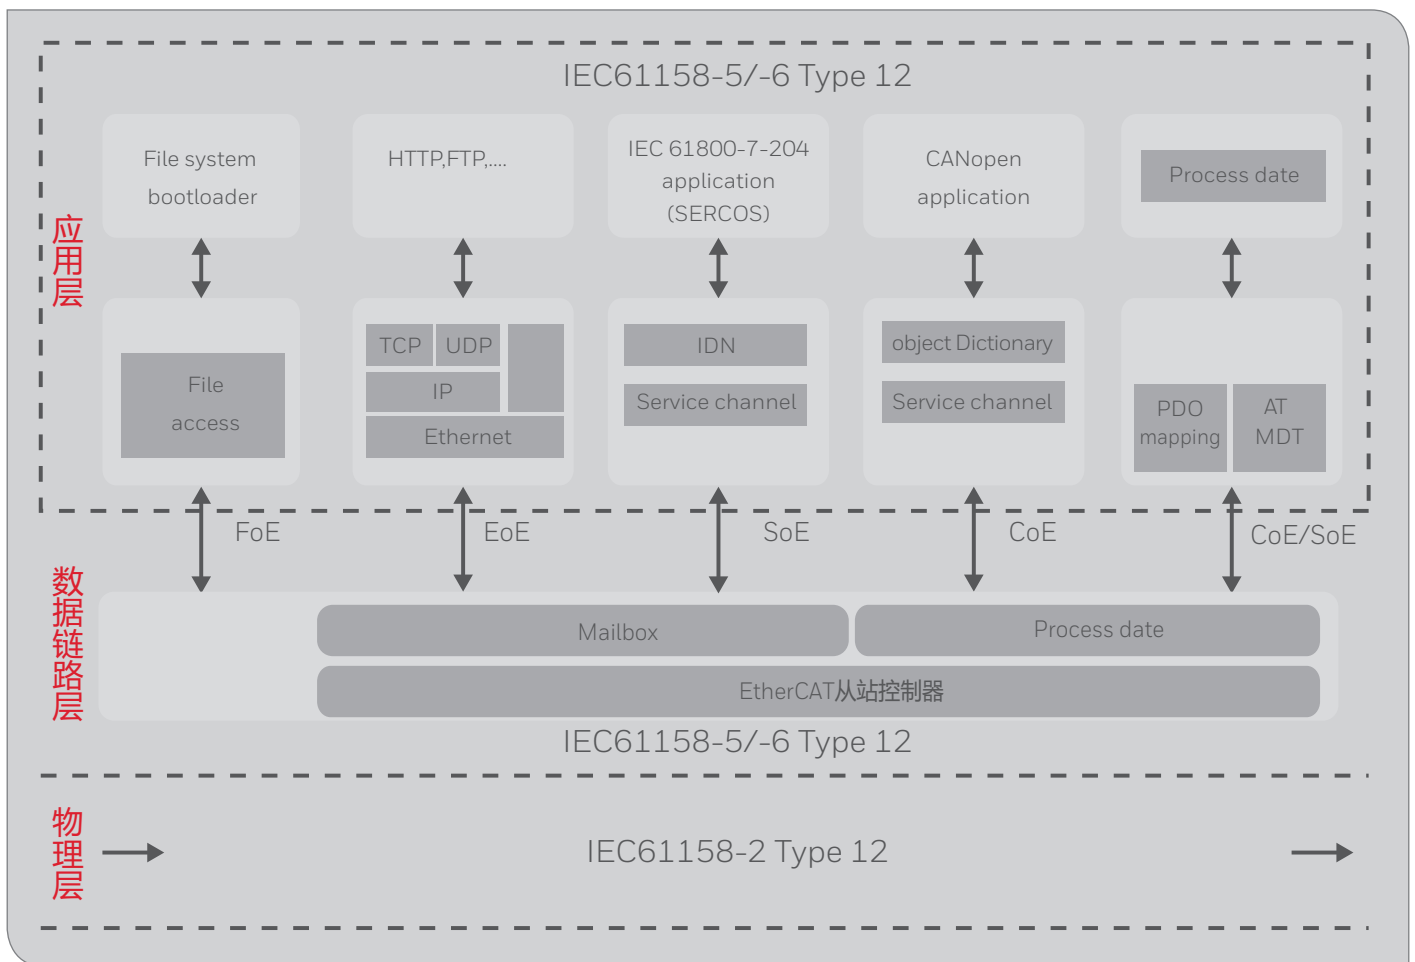 IEC61158-5/-6 Type 12
应用层
File system
bootloader
HTTP,FTP,....
IEC 61800-7-204
application
(SERCOS)
CANopen
application
Process date
File
access
TCP
UDP
IP
Ethernet
IDN
Service channel
object Dictionary
Service channel
PDO
mapping
AT
MDT
FoE
EoE
SoE
CoE
CoE/SoE
数据链路层
Mailbox
Process date
EtherCAT从站控制器
IEC61158-5/-6 Type 12
物理层
IEC61158-2 Type 12